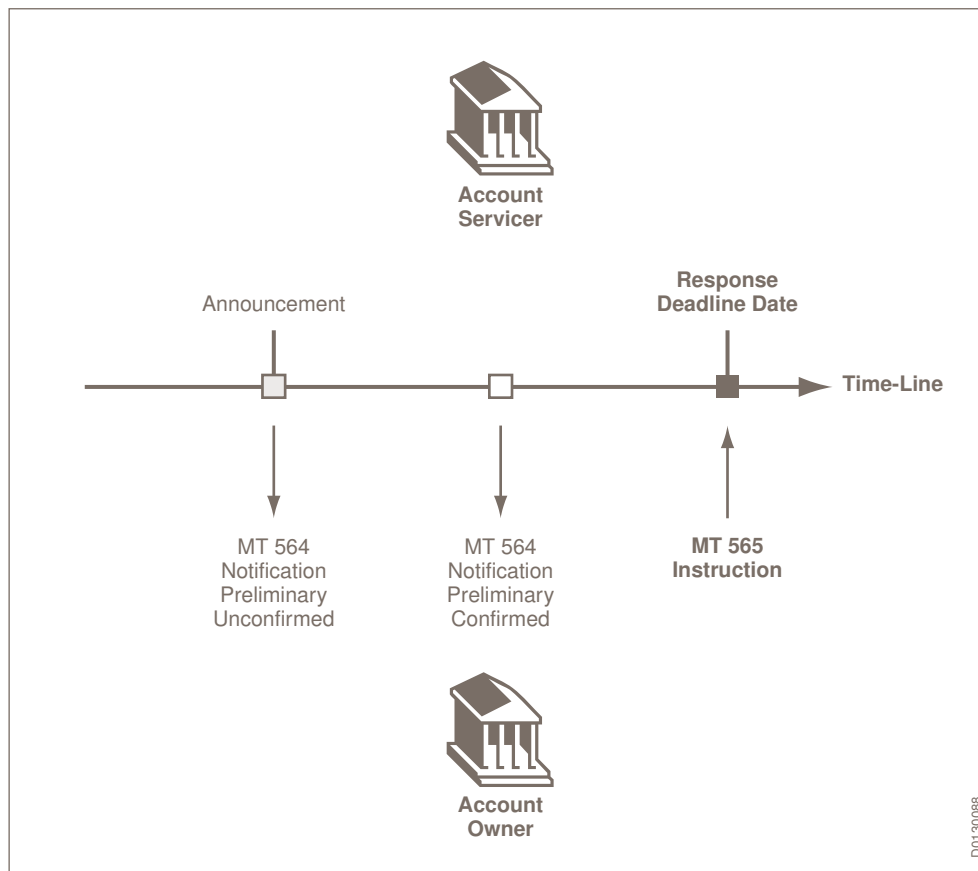 Account
Servicer
Announcement
Response
Deadline Date
Time-Line
MT 564
Notification
Preliminary
Unconfirmed
MT 564
Notification
Preliminary
Confirmed
MT 565
Instruction
Account
Owner
D0130088